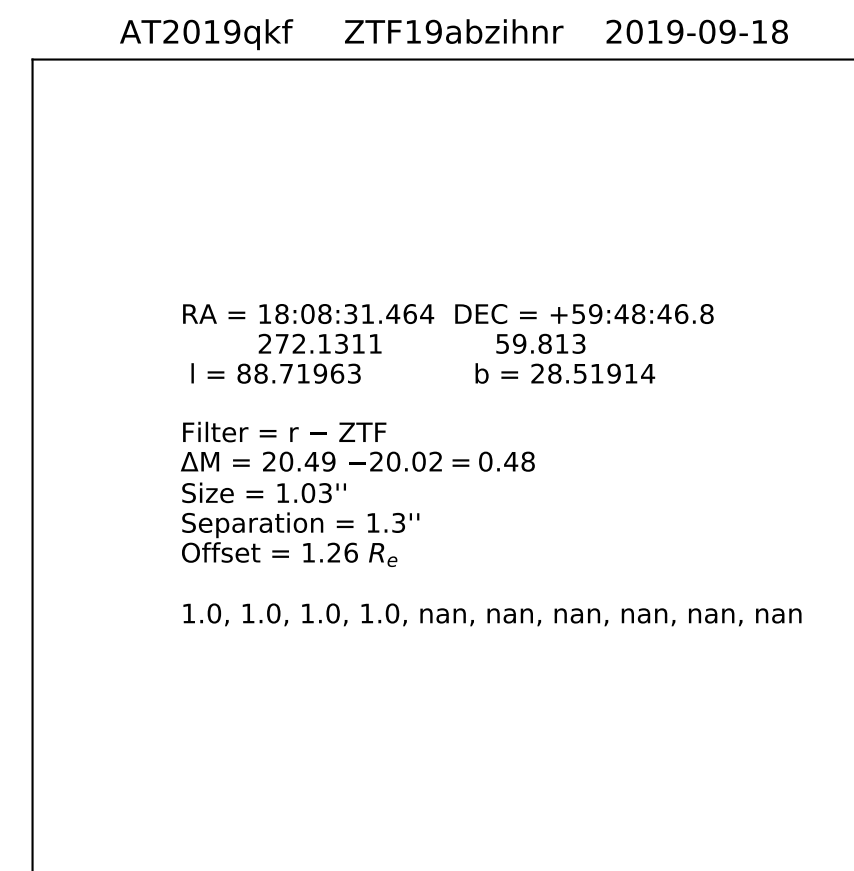 AT2019qkf ZTF19abzihnr 2019-09-18
RA = 18:08:31.464 DEC = +59:48:46.8
272.1311 59.813
l = 88.71963 b = 28.51914
Filter = r − ZTF
ΔM = 20.49 −20.02 = 0.48
Size = 1.03''
Separation = 1.3''
Offset = 1.26 Re
1.0, 1.0, 1.0, 1.0, nan, nan, nan, nan, nan, nan